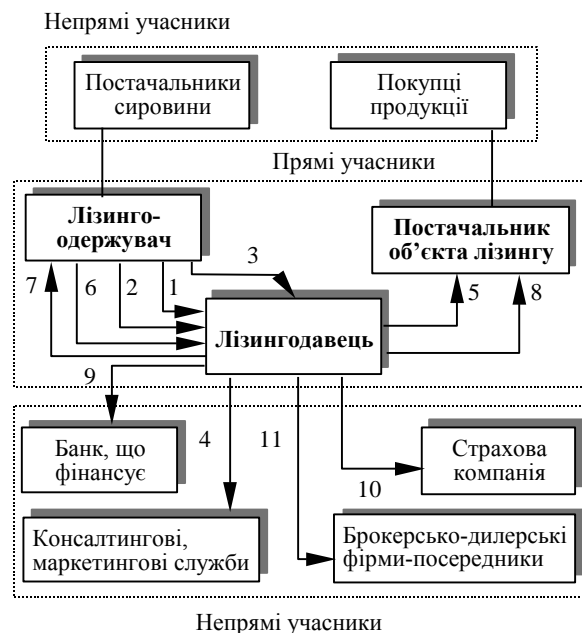 Непрямі учасники
Постачальники
сировини
Покупці
продукції
Прямі учасники
Лізинго-
одержувач
Постачальник
об’єкта лізингу
3
7
6
2
1
5
8
Лізингодавець
9
4
11
10
Банк, що
фінансує
Страхова
компанія
Консалтингові,
маркетингові служби
Брокерсько-дилерські
фірми-посередники
Непрямі учасники